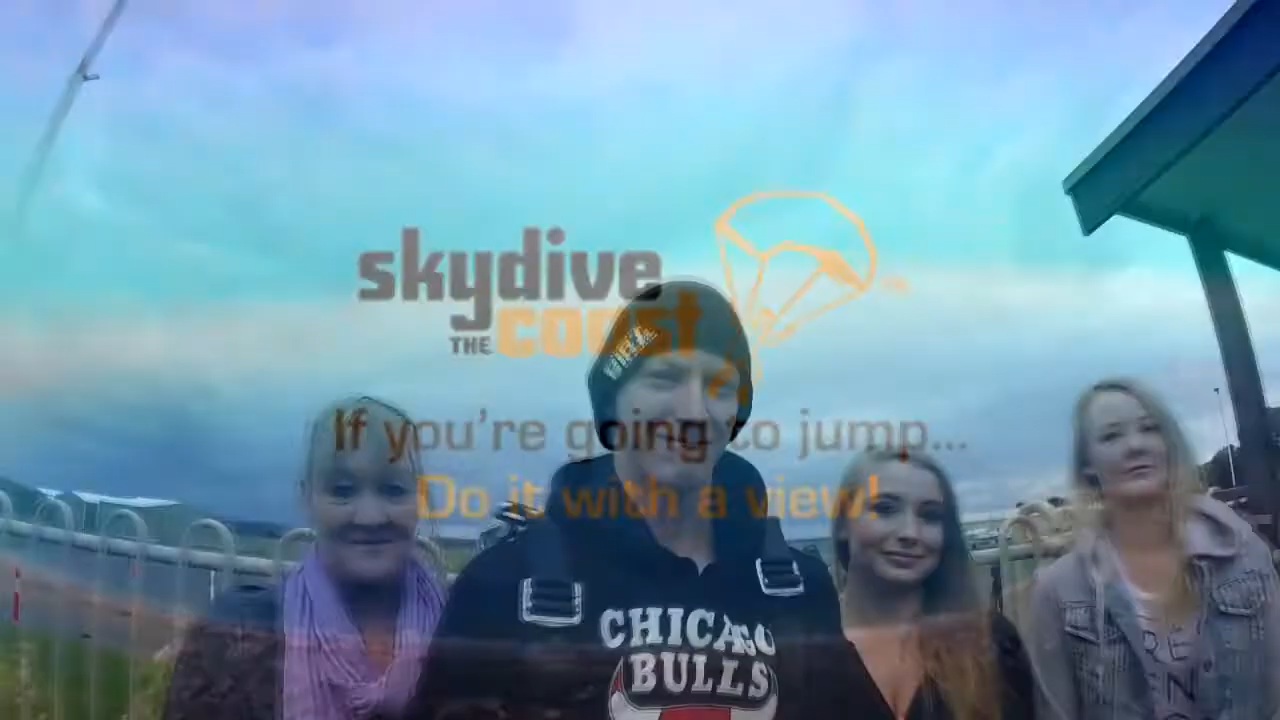 skydive
THE coast
If you're going to jump...
Do it with a view!
CHICAGO
BULLS